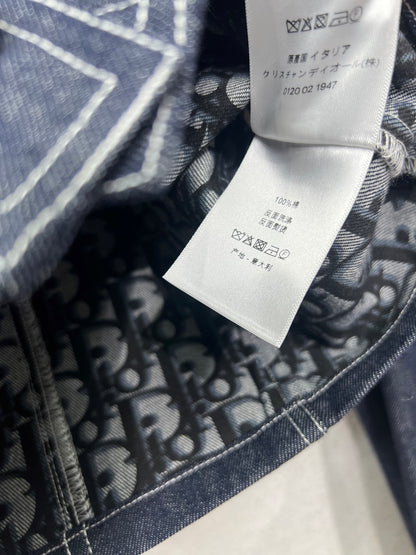 原産国 イタリア
クリスチャン ディオール(株)
0120 02 1947
100%棉
反面洗涤
反面熨烫
产地 - 意大利